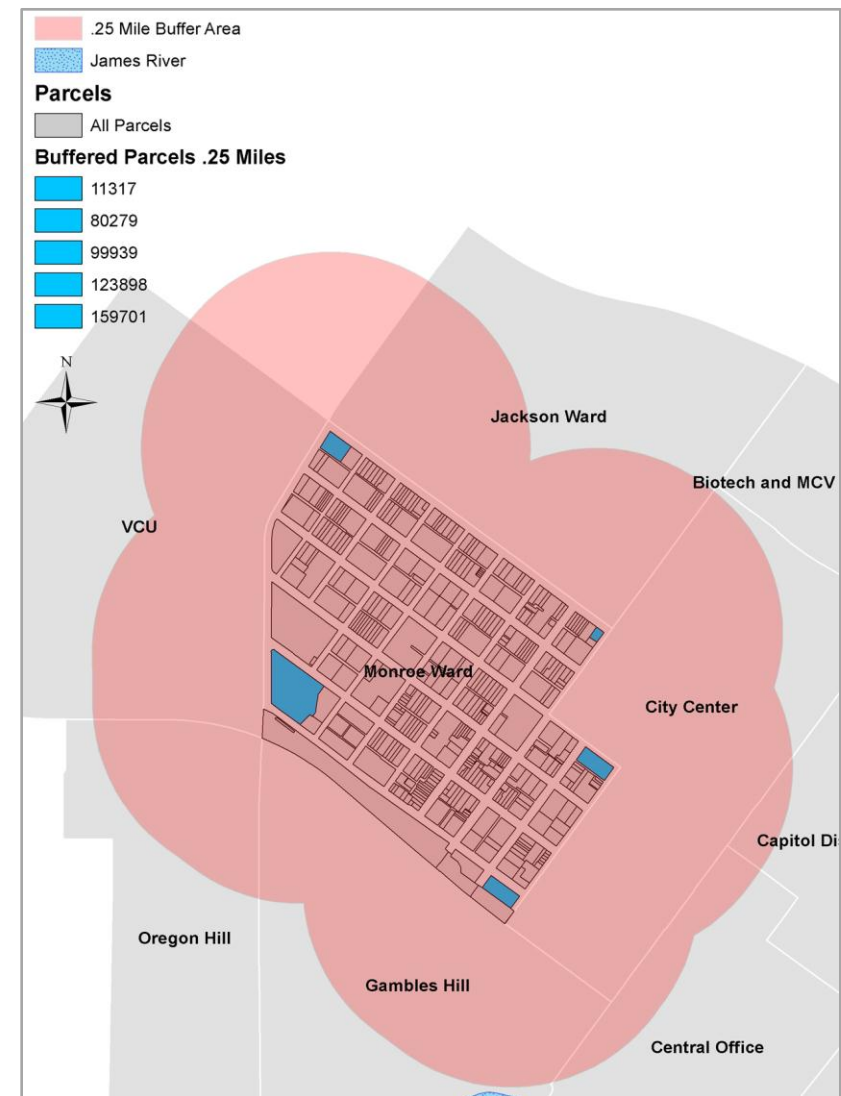 .25 Mile Buffer Area
James River
Parcels
All Parcels
Buffered Parcels .25 Miles
11317
80279
99939
123898
159701
N
Jackson Ward
Biotech and MCV
VCU
Monroe Ward
City Center
Capitol Di
Oregon Hill
Gambles Hill
Central Office